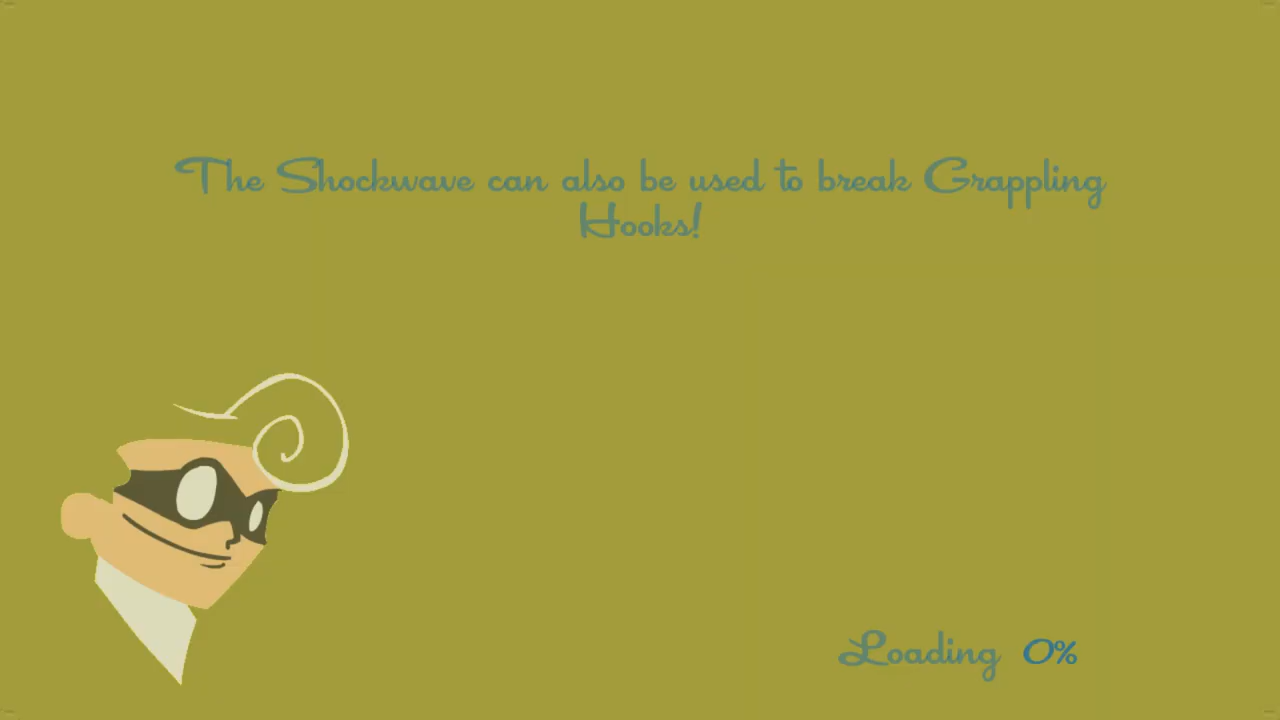 The Shockwave can also be used to break Grappling
Hooks!
Loading 0%